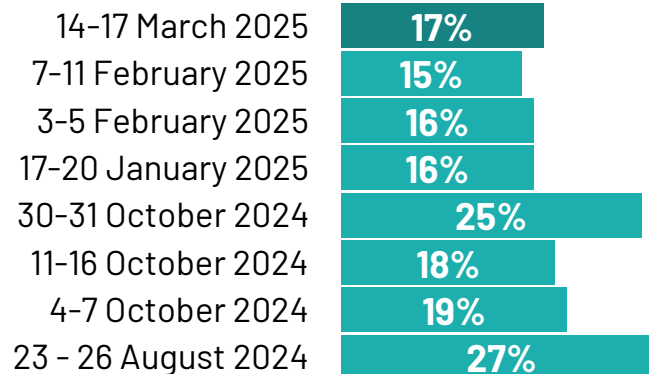 14-17 March 2025 17%
7-11 February 2025 15%
3-5 February 2025 16%
17-20 January 2025 16%
30-31 October 2024 25%
11-16 October 2024 18%
4-7 October 2024 19%
23 - 26 August 2024 27%